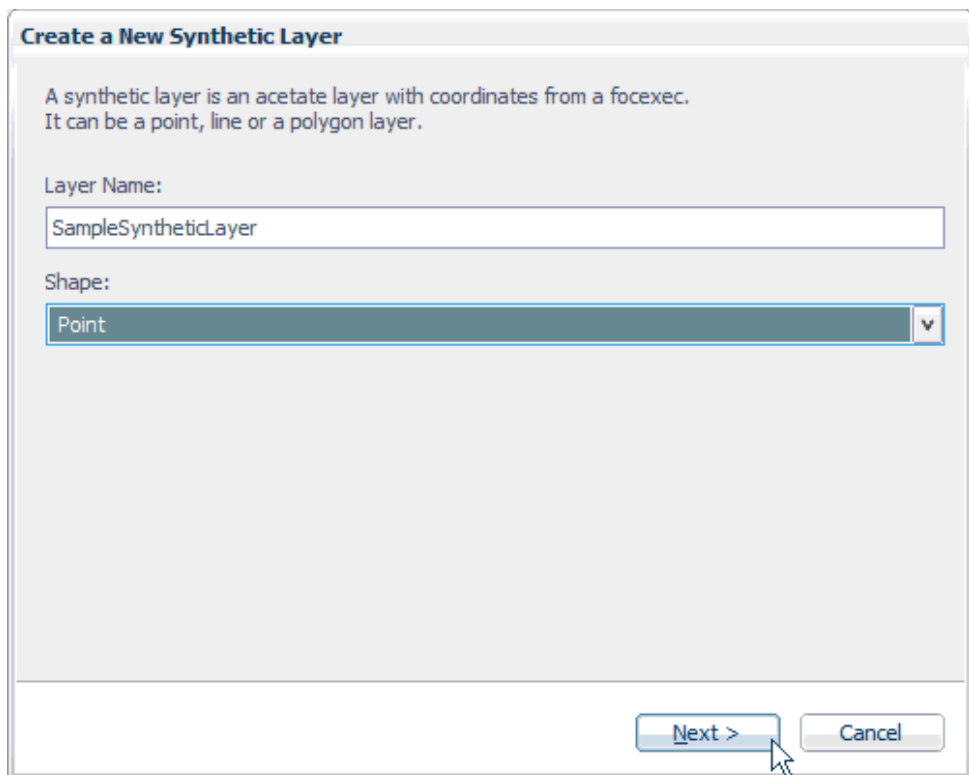 Create a New Synthetic Layer
A synthetic layer is an acetate layer with coordinates from a focexec.
It can be a point, line or a polygon layer.
Layer Name:
SampleSyntheticLayer
Shape:
Point
Next >
Cancel